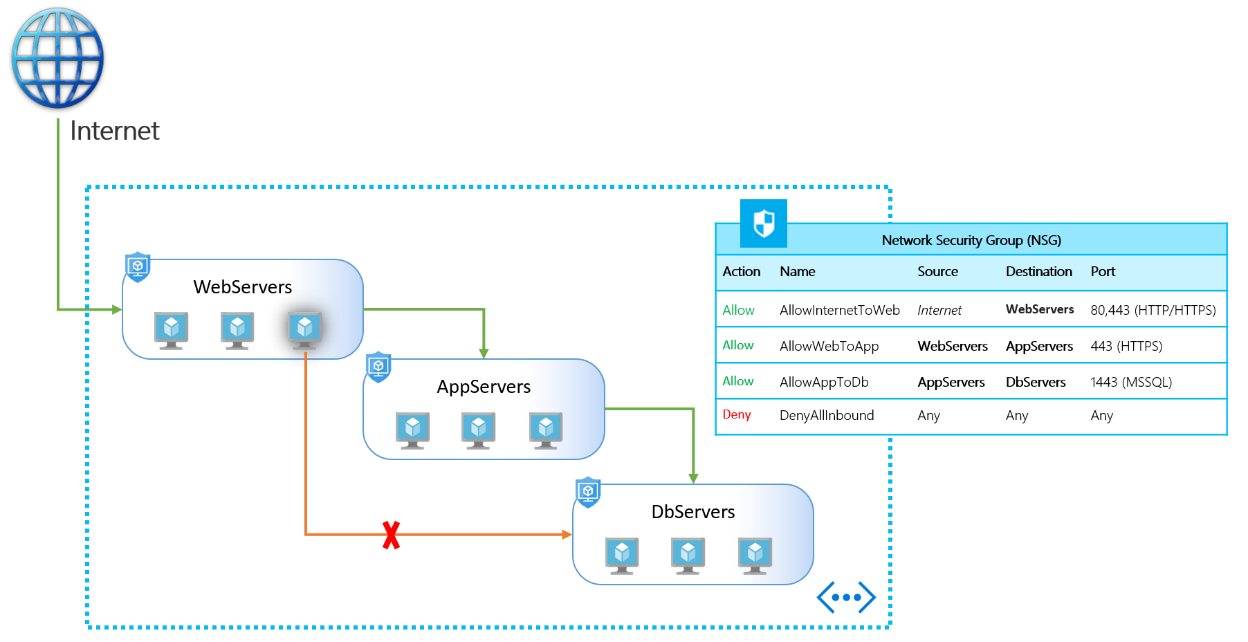 Internet
Network Security Group (NSG)
Action Name Source Destination Port
Allow AllowInternetToWeb Internet WebServers 80,443 (HTTP/HTTPS)
Allow AllowWebToApp WebServers AppServers 443 (HTTPS)
Allow AllowAppToDb AppServers DbServers 1443 (MSSQL)
Deny DenyAllInbound Any Any Any
WebServers
AppServers
DbServers